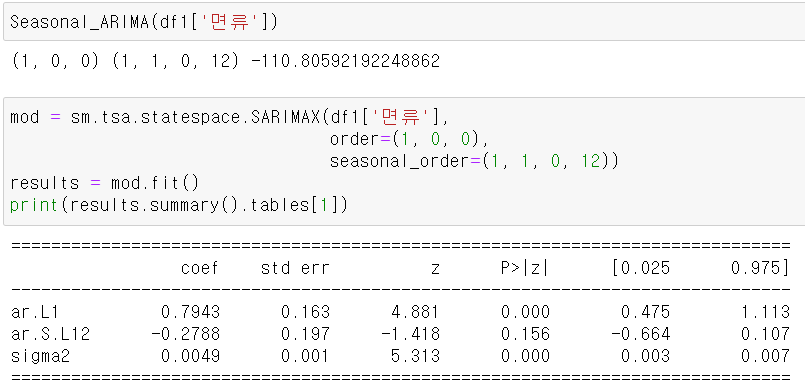 Seasonal_ARIMA(df1['면류'])
(1, 0, 0) (1, 1, 0, 12) -110.80592192248862
mod = sm.tsa.statespace.SARIMAX(df1['면류'],
order=(1, 0, 0),
seasonal_order=(1, 1, 0, 12))
results = mod.fit()
print(results.summary().tables[1])
==============================================================================
coef std err z P>|z| [0.025 0.975]
------------------------------------------------------------------------------
ar.L1 0.7943 0.163 4.881 0.000 0.475 1.113
ar.S.L12 -0.2788 0.197 -1.418 0.156 -0.664 0.107
sigma2 0.0049 0.001 5.313 0.000 0.003 0.007
==============================================================================